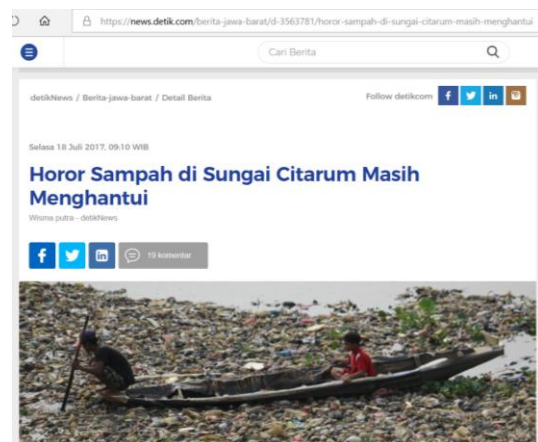 https://news.detik.com/berita-jawa-barat/d-3563781/horor-sampah-di-sungai-citarum-masih-menghantui
Cari Berita
detikNews / Berita-jawa-barat / Detail Berita
Follow detikcom
Selasa 18 Juli 2017, 09:10 WIB
Horor Sampah di Sungai Citarum Masih
Menghantui
Wisma putra - detikNews
19 komentar